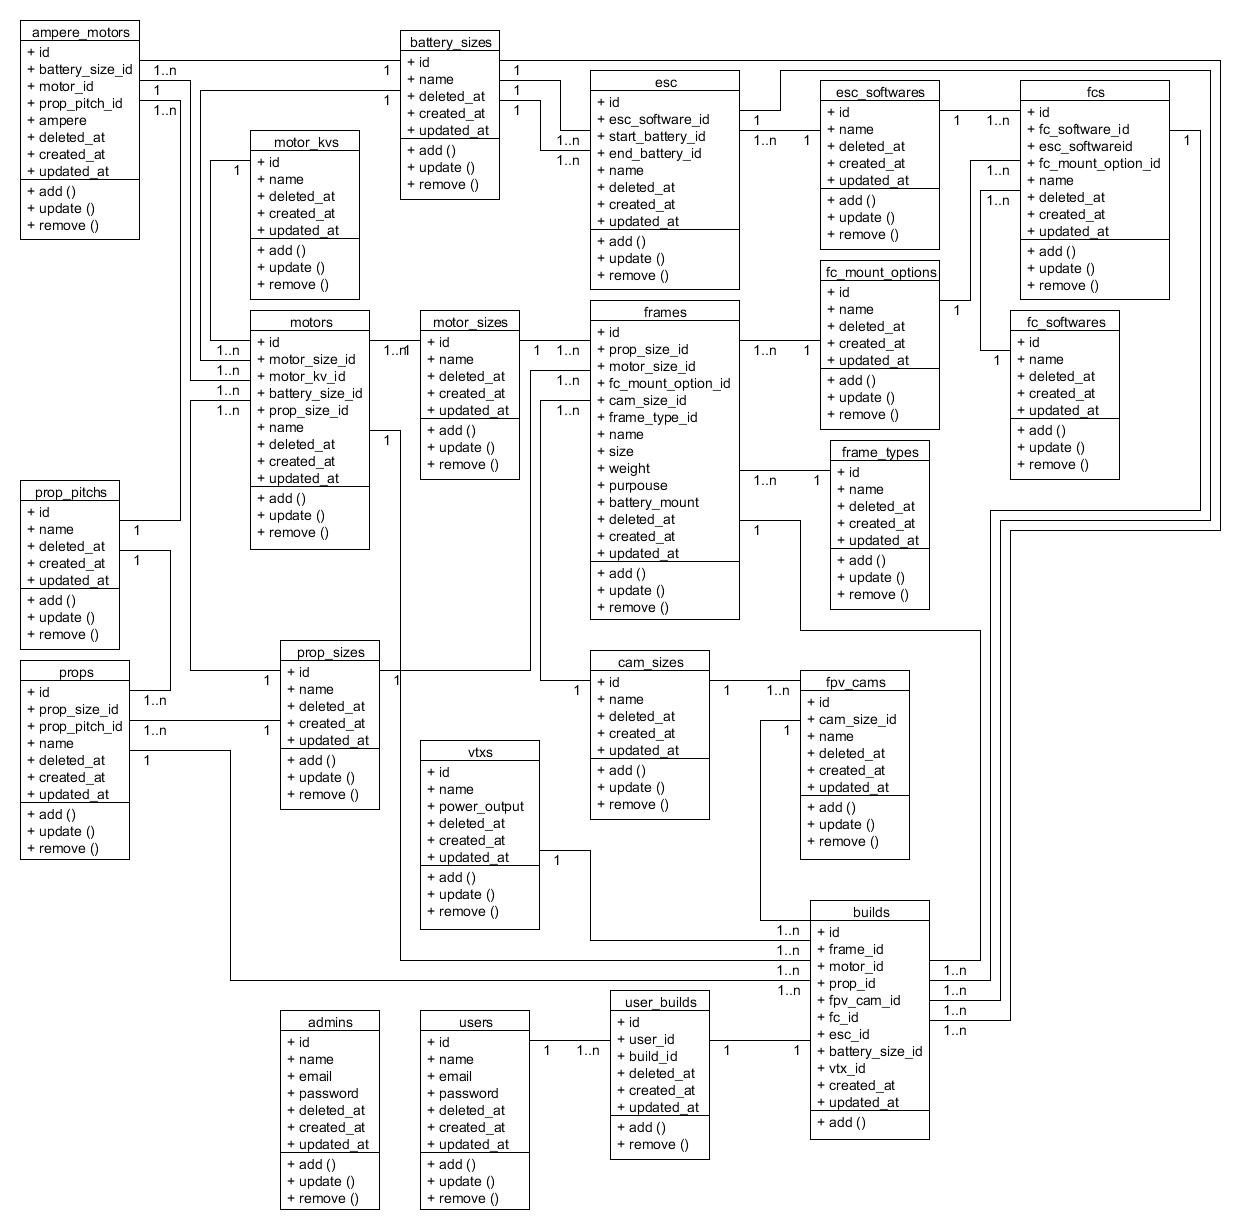 ampere_motors
+ id
+ battery_size_id
+ motor_id
+ prop_pitch_id
+ ampere
+ deleted_at
+ created_at
+ updated_at
+ add ()
+ update ()
+ remove ()
1..n
1
1..n
battery_sizes
+ id
+ name
+ deleted_at
+ created_at
+ updated_at
+ add ()
+ update ()
+ remove ()
1
1
1
1
1
esc
+ id
+ esc_software_id
+ start_battery_id
+ end_battery_id
+ name
+ deleted_at
+ created_at
+ updated_at
+ add ()
+ update ()
+ remove ()
1..n
1..n
1
1..n
esc_softwares
+ id
+ name
+ deleted_at
+ created_at
+ updated_at
+ add ()
+ update ()
+ remove ()
1
1
fcs
+ id
+ fc_software_id
+ esc_softwareid
+ fc_mount_option_id
+ name
+ deleted_at
+ created_at
+ updated_at
+ add ()
+ update ()
+ remove ()
1..n
1..n
1..n
1
motor_kvs
+ id
+ name
+ deleted_at
+ created_at
+ updated_at
+ add ()
+ update ()
+ remove ()
1
motors
+ id
+ motor_size_id
+ motor_kv_id
+ battery_size_id
+ prop_size_id
+ name
+ deleted_at
+ created_at
+ updated_at
+ add ()
+ update ()
+ remove ()
1..n
1..n
1..n
1..n
1..n
1
motor_sizes
+ id
+ name
+ deleted_at
+ created_at
+ updated_at
+ add ()
+ update ()
+ remove ()
1
1
frames
+ id
+ prop_size_id
+ motor_size_id
+ fc_mount_option_id
+ cam_size_id
+ frame_type_id
+ name
+ size
+ weight
+ purpouse
+ battery_mount
+ deleted_at
+ created_at
+ updated_at
+ add ()
+ update ()
+ remove ()
1..n
1..n
1..n
1..n
1..n
1
fc_mount_options
+ id
+ name
+ deleted_at
+ created_at
+ updated_at
+ add ()
+ update ()
+ remove ()
1
1
fc_softwares
+ id
+ name
+ deleted_at
+ created_at
+ updated_at
+ add ()
+ update ()
+ remove ()
1
frame_types
+ id
+ name
+ deleted_at
+ created_at
+ updated_at
+ add ()
+ update ()
+ remove ()
1
prop_pitchs
+ id
+ name
+ deleted_at
+ created_at
+ updated_at
+ add ()
+ update ()
+ remove ()
1
1
props
+ id
+ prop_size_id
+ prop_pitch_id
+ name
+ deleted_at
+ created_at
+ updated_at
+ add ()
+ update ()
+ remove ()
1..n
1..n
1
prop_sizes
+ id
+ name
+ deleted_at
+ created_at
+ updated_at
+ add ()
+ update ()
+ remove ()
1
1
1
vtxs
+ id
+ name
+ power_output
+ deleted_at
+ created_at
+ updated_at
+ add ()
+ update ()
+ remove ()
1
cam_sizes
+ id
+ name
+ deleted_at
+ created_at
+ updated_at
+ add ()
+ update ()
+ remove ()
1
1
fpv_cams
+ id
+ cam_size_id
+ name
+ deleted_at
+ created_at
+ updated_at
+ add ()
+ update ()
+ remove ()
1..n
1
builds
+ id
+ frame_id
+ motor_id
+ prop_id
+ fpv_cam_id
+ fc_id
+ esc_id
+ battery_size_id
+ vtx_id
+ created_at
+ updated_at
+ add ()
1..n
1..n
1..n
1..n
1..n
1..n
1..n
1..n
1
admins
+ id
+ name
+ email
+ password
+ deleted_at
+ created_at
+ updated_at
+ add ()
+ update ()
+ remove ()
users
+ id
+ name
+ email
+ password
+ deleted_at
+ created_at
+ updated_at
+ add ()
+ update ()
+ remove ()
1
user_builds
+ id
+ user_id
+ build_id
+ deleted_at
+ created_at
+ updated_at
+ add ()
+ remove ()
1..n
1